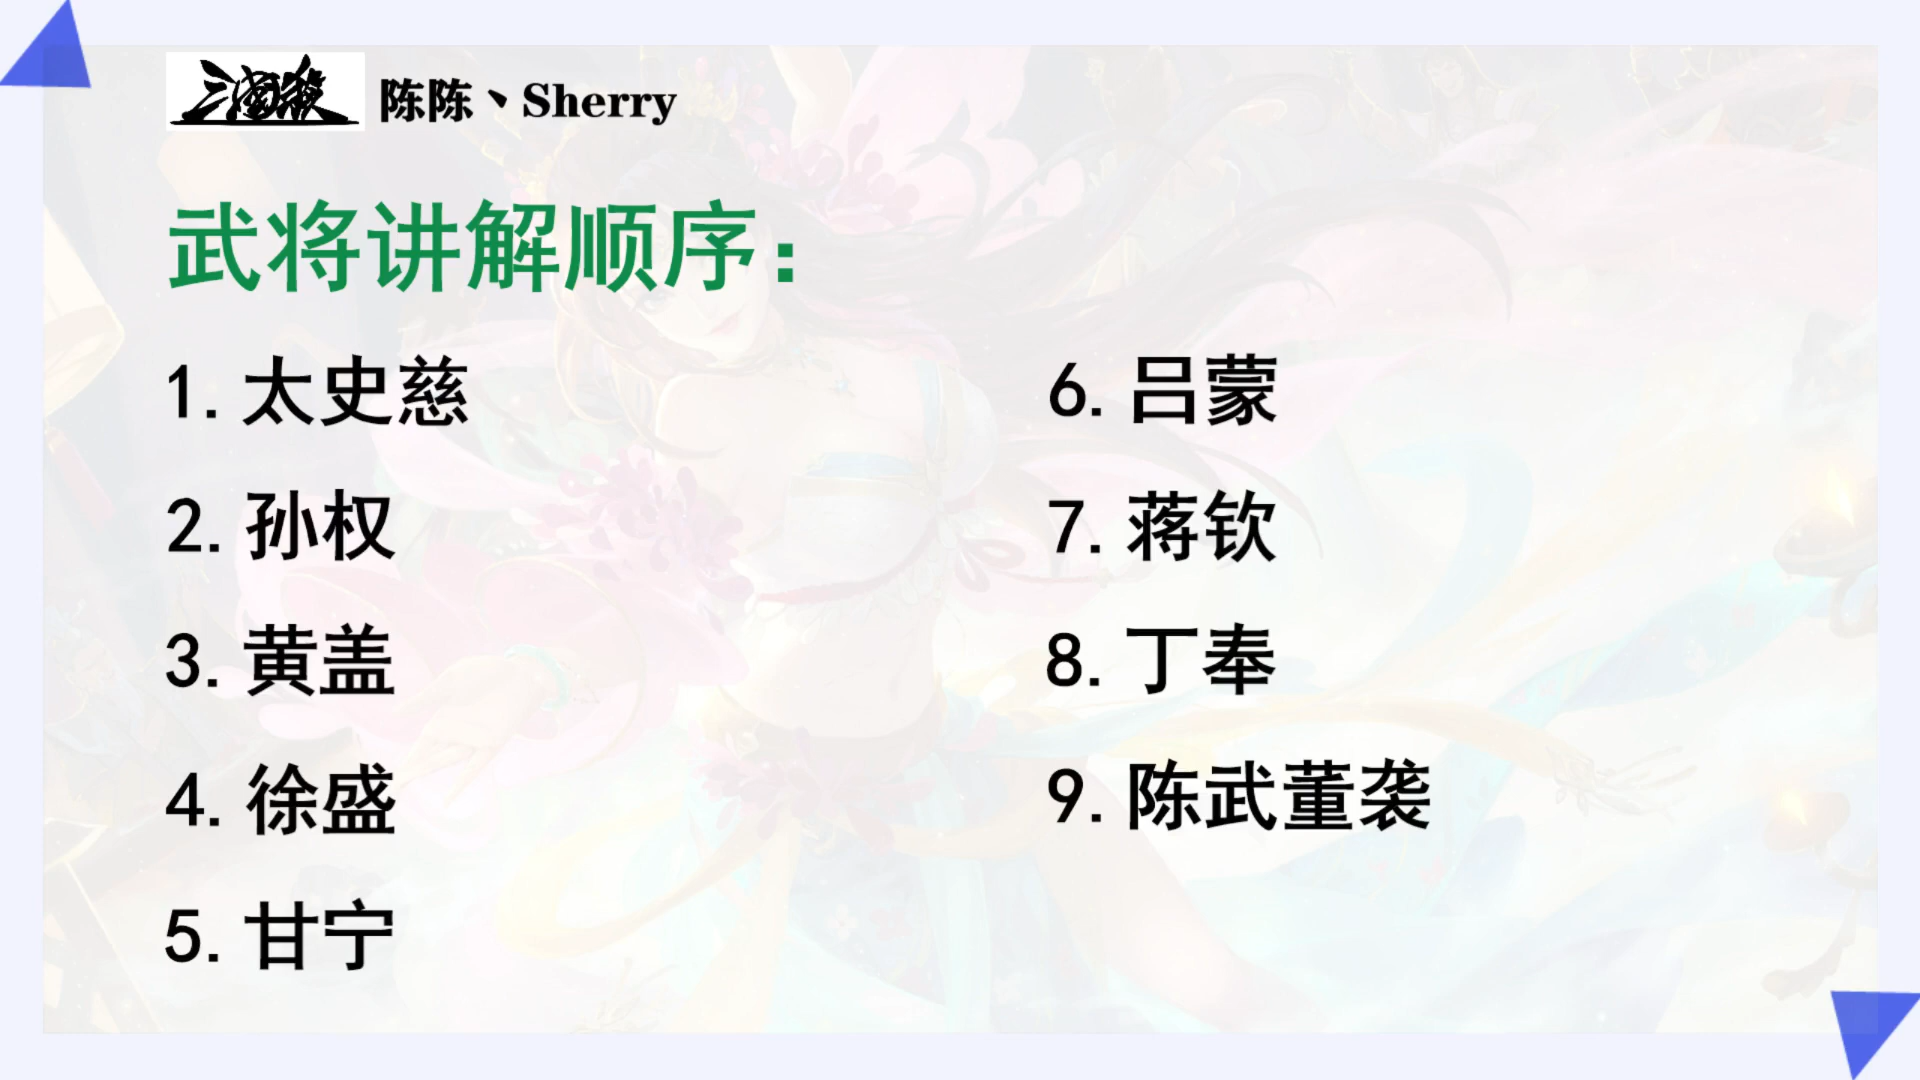 三国杀 陈陈丶Sherry
武将讲解顺序：
1.太史慈
2.孙权
3.黄盖
4.徐盛
5.甘宁
6.吕蒙
7.蒋钦
8.丁奉
9.陈武董袭